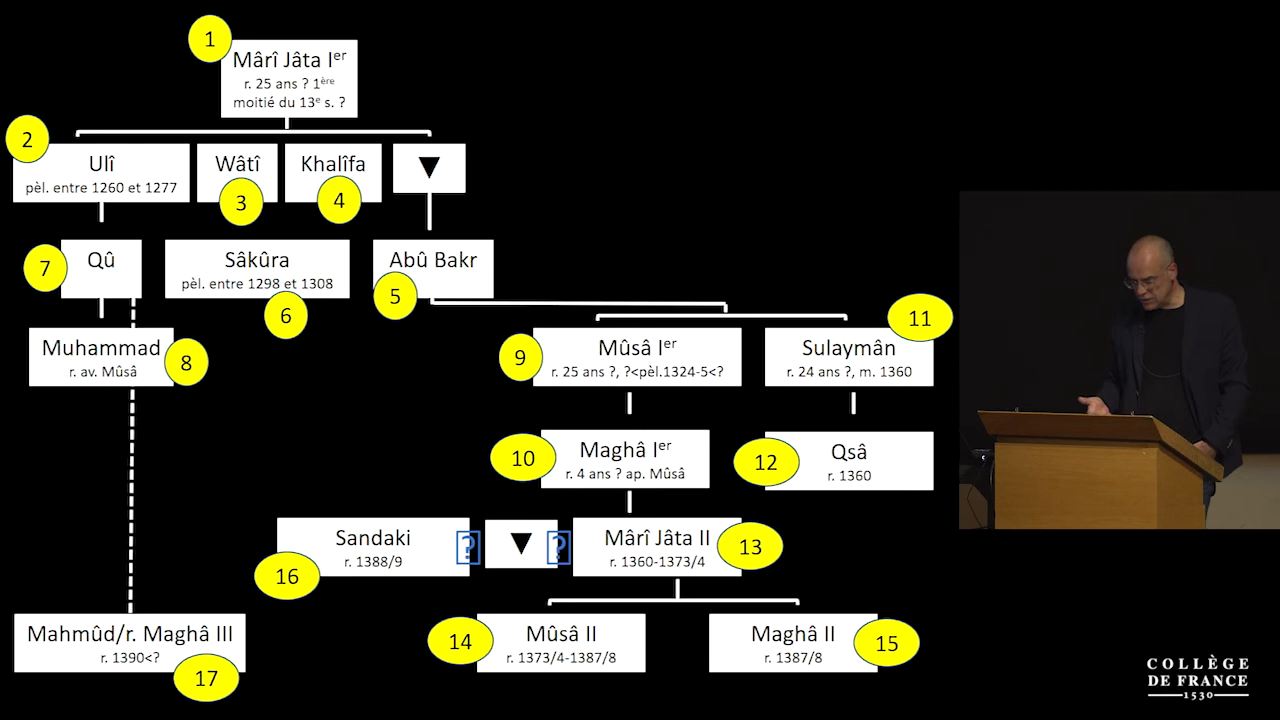 1
Mârî Jâta Iᵉʳ
r. 25 ans ? 1ᵉ̀ʳᵉ
moitié du 13ᵉ s. ?
2
Ulî
pèl. entre 1260 et 1277
Wâtî
3
Khalîfa
4
▼
7
Qû
Sâkûra
pèl. entre 1298 et 1308
6
Abû Bakr
5
Muhammad
r. av. Mûsâ
8
9
Mûsâ Iᵉʳ
r. 25 ans ?, ?<pèl.1324-5<?
11
Sulaymân
r. 24 ans ?, m. 1360
10
Maghâ Iᵉʳ
r. 4 ans ? ap. Mûsâ
12
Qsâ
r. 1360
Sandaki
r. 1388/9
16
?
▼
?
Mârî Jâta II
r. 1360-1373/4
13
Mahmûd/r. Maghâ III
r. 1390<?
17
14
Mûsâ II
r. 1373/4-1387/8
Maghâ II
r. 1387/8
15
COLLÈGE
DE FRANCE
1530